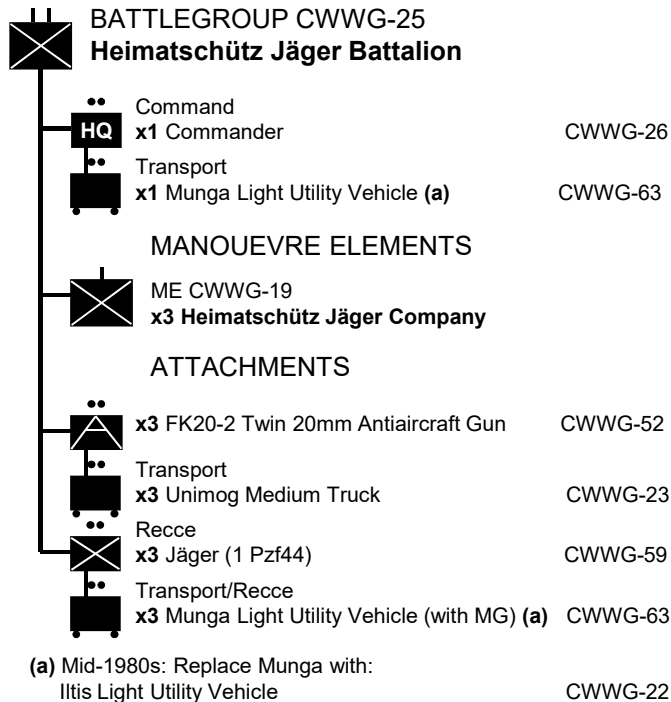 BATTLEGROUP CWWG-25
Heimatschütz Jäger Battalion
Command
HQ x1 Commander CWWG-26
Transport
x1 Munga Light Utility Vehicle (a) CWWG-63
MANOUEVRE ELEMENTS
ME CWWG-19
x3 Heimatschütz Jäger Company
ATTACHMENTS
x3 FK20-2 Twin 20mm Antiaircraft Gun CWWG-52
Transport
x3 Unimog Medium Truck CWWG-23
Recce
x3 Jäger (1 Pzf44) CWWG-59
Transport/Recce
x3 Munga Light Utility Vehicle (with MG) (a) CWWG-63
(a) Mid-1980s: Replace Munga with:
Iltis Light Utility Vehicle CWWG-22